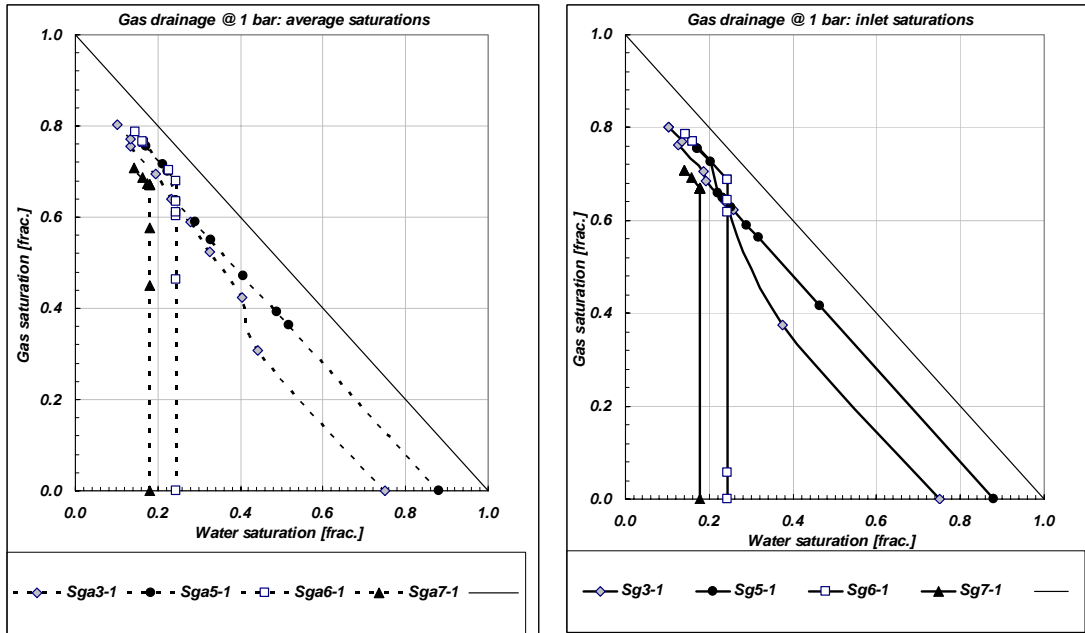 Gas drainage @ 1 bar: average saturations
1.0
0.8
0.6
0.4
0.2
0.0
Gas saturation [frac.]
0.0 0.2 0.4 0.6 0.8 1.0
Water saturation [frac.]
Sga3-1 Sga5-1 Sga6-1 Sga7-1
Gas drainage @ 1 bar: inlet saturations
1.0
0.8
0.6
0.4
0.2
0.0
Gas saturation [frac.]
0.0 0.2 0.4 0.6 0.8 1.0
Water saturation [frac.]
Sg3-1 Sg5-1 Sg6-1 Sg7-1